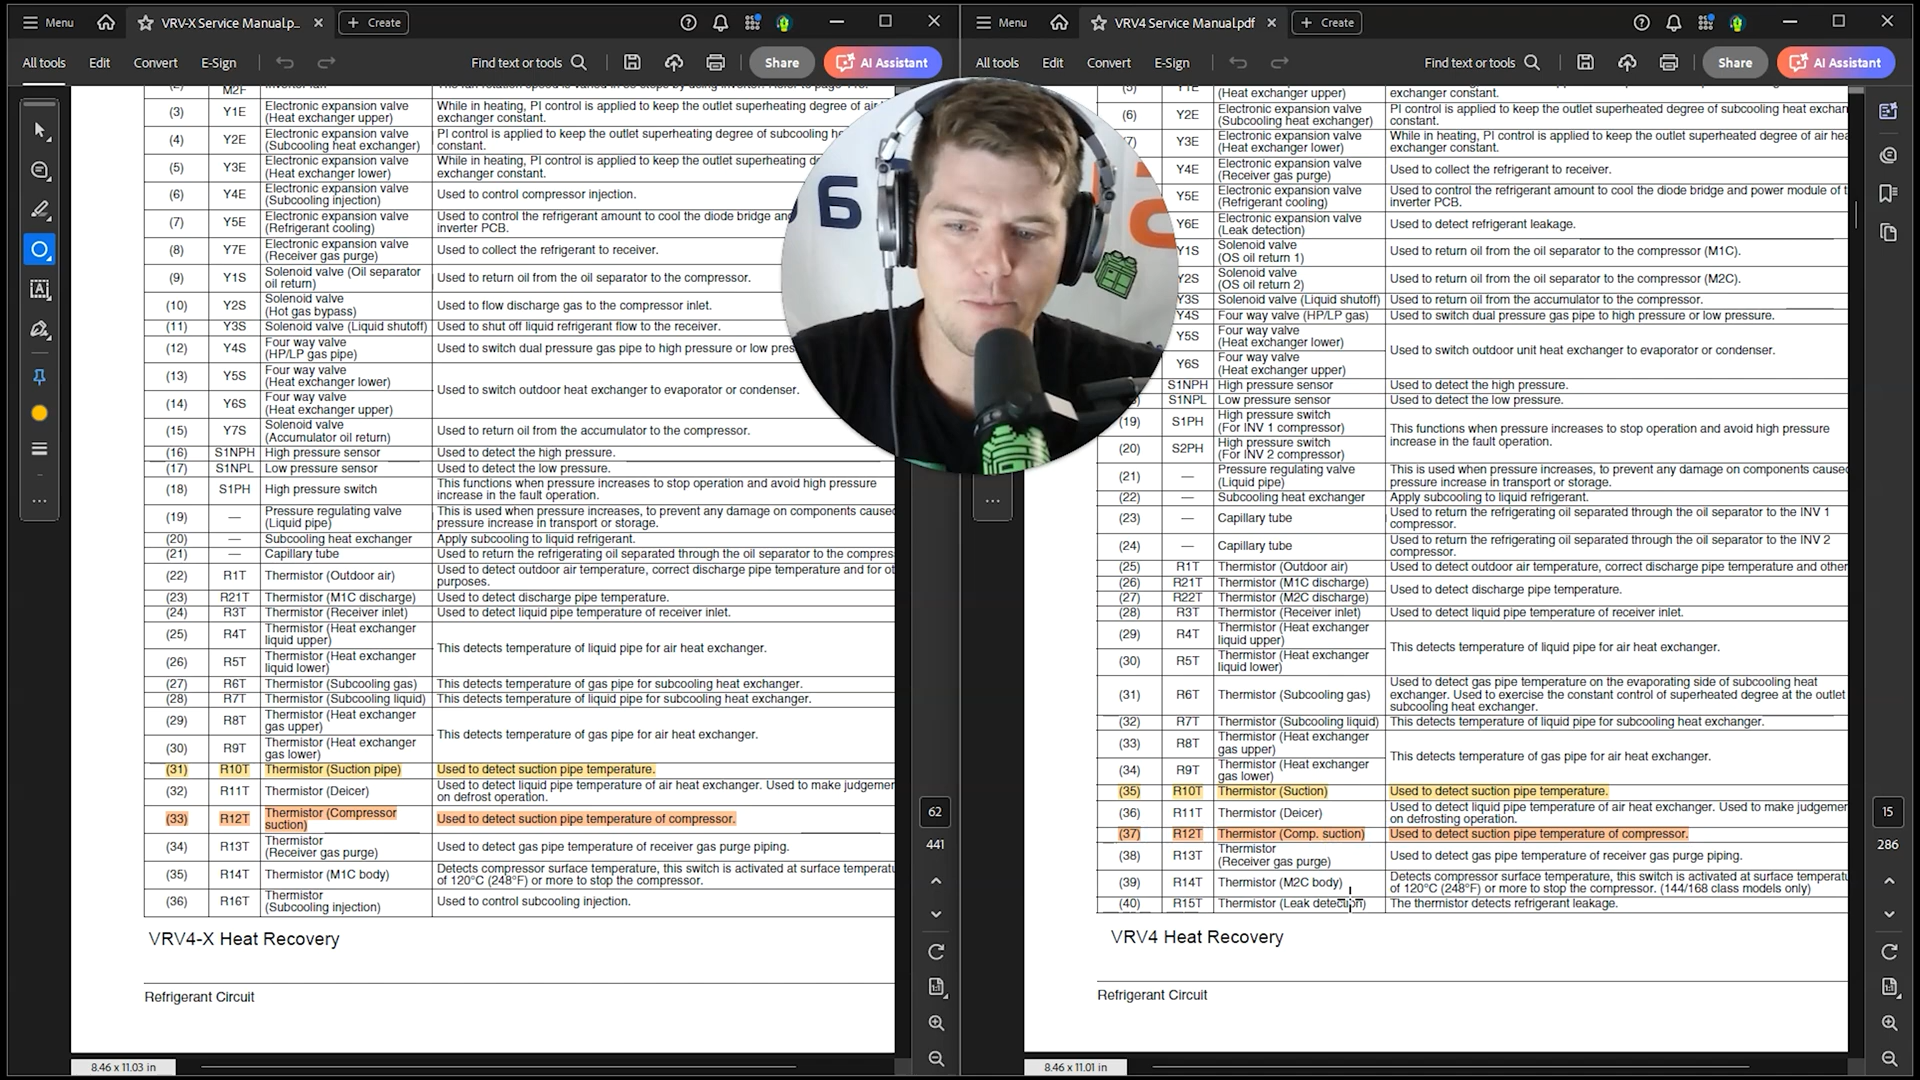 Menu
VRV-X Service Manual.p...
Create
All tools
Edit
Convert
E-Sign
Find text or tools
Share
AI Assistant
M2F
(3) Y1E Electronic expansion valve (Heat exchanger upper) While in heating, PI control is applied to keep the outlet superheating degree of air
exchanger constant.
(4) Y2E Electronic expansion valve (Subcooling heat exchanger) PI control is applied to keep the outlet superheating degree of subcooling
constant.
(5) Y3E Electronic expansion valve (Heat exchanger lower) While in heating, PI control is applied to keep the outlet superheating
exchanger constant.
(6) Y4E Electronic expansion valve (Subcooling injection) Used to control compressor injection.
(7) Y5E Electronic expansion valve (Refrigerant cooling) Used to control the refrigerant amount to cool the diode bridge and
inverter PCB.
(8) Y7E Electronic expansion valve (Receiver gas purge) Used to collect the refrigerant to receiver.
(9) Y1S Solenoid valve (Oil separator oil return) Used to return oil from the oil separator to the compressor.
(10) Y2S Solenoid valve (Hot gas bypass) Used to flow discharge gas to the compressor inlet.
(11) Y3S Solenoid valve (Liquid shutoff) Used to shut off liquid refrigerant flow to the receiver.
(12) Y4S Four way valve (HP/LP gas pipe) Used to switch dual pressure gas pipe to high pressure or low pres
(13) Y5S Four way valve (Heat exchanger lower) Used to switch outdoor heat exchanger to evaporator or condenser.
(14) Y6S Four way valve (Heat exchanger upper)
(15) Y7S Solenoid valve (Accumulator oil return) Used to return oil from the accumulator to the compressor.
(16) S1NPH High pressure sensor Used to detect the high pressure.
(17) S1NPL Low pressure sensor Used to detect the low pressure.
(18) S1PH High pressure switch This functions when pressure increases to stop operation and avoid high pressure
increase in the fault operation.
(19) — Pressure regulating valve (Liquid pipe) This is used when pressure increases, to prevent any damage on components caused
pressure increase in transport or storage.
(20) — Subcooling heat exchanger Apply subcooling to liquid refrigerant.
(21) — Capillary tube Used to return the refrigerating oil separated through the oil separator to the compres
(22) R1T Thermistor (Outdoor air) Used to detect outdoor air temperature, correct discharge pipe temperature and for ot
purposes.
(23) R21T Thermistor (M1C discharge) Used to detect discharge pipe temperature.
(24) R3T Thermistor (Receiver inlet) Used to detect liquid pipe temperature of receiver inlet.
(25) R4T Thermistor (Heat exchanger liquid upper) This detects temperature of liquid pipe for air heat exchanger.
(26) R5T Thermistor (Heat exchanger liquid lower)
(27) R6T Thermistor (Subcooling gas) This detects temperature of gas pipe for subcooling heat exchanger.
(28) R7T Thermistor (Subcooling liquid) This detects temperature of liquid pipe for subcooling heat exchanger.
(29) R8T Thermistor (Heat exchanger gas upper) This detects temperature of gas pipe for air heat exchanger.
(30) R9T Thermistor (Heat exchanger gas lower)
(31) R10T Thermistor (Suction pipe) Used to detect suction pipe temperature.
(32) R11T Thermistor (Deicer) Used to detect liquid pipe temperature of air heat exchanger. Used to make judgemer
on defrost operation.
(33) R12T Thermistor (Compressor suction) Used to detect suction pipe temperature of compressor.
(34) R13T Thermistor (Receiver gas purge) Used to detect gas pipe temperature of receiver gas purge piping.
(35) R14T Thermistor (M1C body) Detects compressor surface temperature, this switch is activated at surface temperatu
of 120°C (248°F) or more to stop the compressor.
(36) R16T Thermistor (Subcooling injection) Used to control subcooling injection.
VRV4-X Heat Recovery
Refrigerant Circuit
62
441
8.46 x 11.03 in
Menu
VRV4 Service Manual.pdf
Create
All tools
Edit
Convert
E-Sign
Find text or tools
Share
AI Assistant
(5) Y1E (Heat exchanger upper) exchanger constant.
(6) Y2E Electronic expansion valve (Subcooling heat exchanger) PI control is applied to keep the outlet superheated degree of subcooling heat exchan
constant.
Y3E Electronic expansion valve (Heat exchanger lower) While in heating, PI control is applied to keep the outlet superheated degree of air hea
exchanger constant.
Y4E Electronic expansion valve (Receiver gas purge) Used to collect the refrigerant to receiver.
Y5E Electronic expansion valve (Refrigerant cooling) Used to control the refrigerant amount to cool the diode bridge and power module of t
inverter PCB.
Y6E Electronic expansion valve (Leak detection) Used to detect refrigerant leakage.
Y1S Solenoid valve (OS oil return 1) Used to return oil from the oil separator to the compressor (M1C).
Y2S Solenoid valve (OS oil return 2) Used to return oil from the oil separator to the compressor (M2C).
Y3S Solenoid valve (Liquid shutoff) Used to return oil from the accumulator to the compressor.
Y4S Four way valve (HP/LP gas) Used to switch dual pressure gas pipe to high pressure or low pressure.
Y5S Four way valve (Heat exchanger lower) Used to switch outdoor unit heat exchanger to evaporator or condenser.
Y6S Four way valve (Heat exchanger upper)
S1NPH High pressure sensor Used to detect the high pressure.
S1NPL Low pressure sensor Used to detect the low pressure.
(19) S1PH High pressure switch (For INV 1 compressor) This functions when pressure increases to stop operation and avoid high pressure
increase in the fault operation.
(20) S2PH High pressure switch (For INV 2 compressor)
(21) — Pressure regulating valve (Liquid pipe) This is used when pressure increases, to prevent any damage on components cause
pressure increase in transport or storage.
(22) — Subcooling heat exchanger Apply subcooling to liquid refrigerant.
(23) — Capillary tube Used to return the refrigerating oil separated through the oil separator to the INV 1
compressor.
(24) — Capillary tube Used to return the refrigerating oil separated through the oil separator to the INV 2
compressor.
(25) R1T Thermistor (Outdoor air) Used to detect outdoor air temperature, correct discharge pipe temperature and other
(26) R21T Thermistor (M1C discharge) Used to detect discharge pipe temperature.
(27) R22T Thermistor (M2C discharge)
(28) R3T Thermistor (Receiver inlet) Used to detect liquid pipe temperature of receiver inlet.
(29) R4T Thermistor (Heat exchanger liquid upper) This detects temperature of liquid pipe for air heat exchanger.
(30) R5T Thermistor (Heat exchanger liquid lower)
(31) R6T Thermistor (Subcooling gas) Used to detect gas pipe temperature on the evaporating side of subcooling heat
exchanger. Used to exercise the constant control of superheated degree at the outlet
subcooling heat exchanger.
(32) R7T Thermistor (Subcooling liquid) This detects temperature of liquid pipe for subcooling heat exchanger.
(33) R8T Thermistor (Heat exchanger gas upper) This detects temperature of gas pipe for air heat exchanger.
(34) R9T Thermistor (Heat exchanger gas lower)
(35) R10T Thermistor (Suction) Used to detect suction pipe temperature.
(36) R11T Thermistor (Deicer) Used to detect liquid pipe temperature of air heat exchanger. Used to make judgemer
on defrosting operation.
(37) R12T Thermistor (Comp. suction) Used to detect suction pipe temperature of compressor.
(38) R13T Thermistor (Receiver gas purge) Used to detect gas pipe temperature of receiver gas purge piping.
(39) R14T Thermistor (M2C body) Detects compressor surface temperature, this switch is activated at surface temperatu
of 120°C (248°F) or more to stop the compressor. (144/168 class models only)
(40) R15T Thermistor (Leak detection) The thermistor detects refrigerant leakage.
VRV4 Heat Recovery
Refrigerant Circuit
15
286
8.46 x 11.01 in